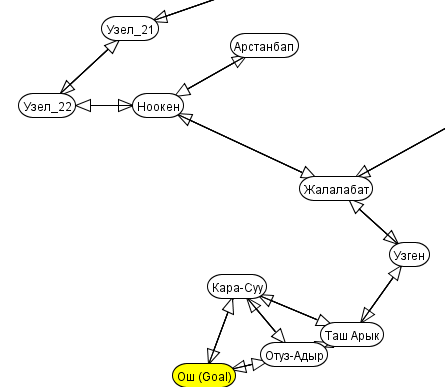 Узел_21
Арстанбап
Узел_22
Ноокен
Жалалабат
Узген
Кара-Суу
Таш Арык
Отуз-Адыр
Ош (Goal)